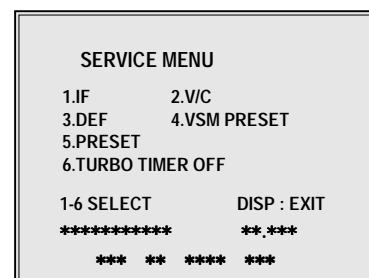 SERVICE MENU
1.IF 2.V/C
3.DEF 4.VSM PRESET
5.PRESET
6.TURBO TIMER OFF
1-6 SELECT DISP : EXIT
*********** **.***
*** ** **** ***